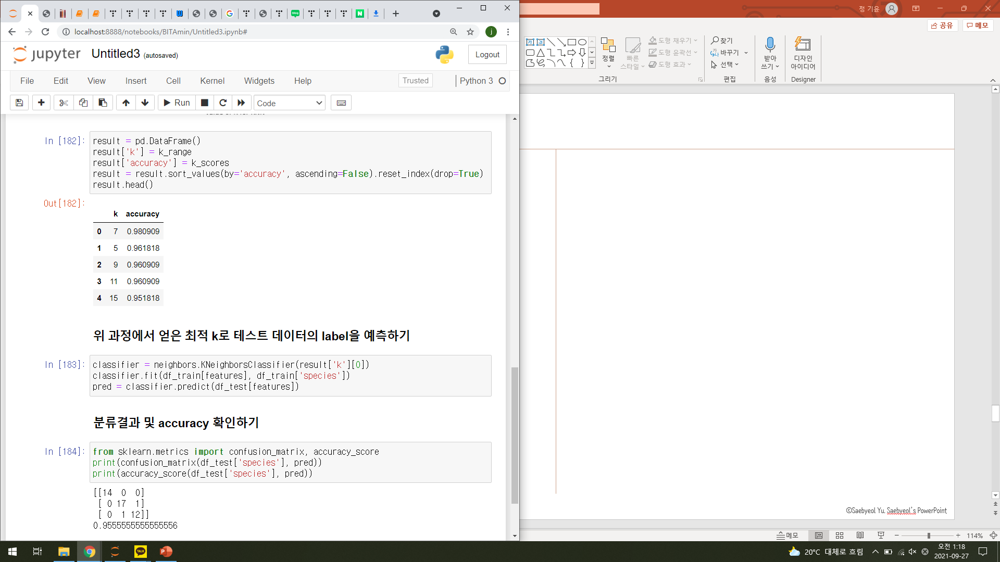 localhost:8888/notebooks/BITAmin/Untitled3.ipynb#
j
jupyter Untitled3 (autosaved)
Logout
File Edit View Insert Cell Kernel Widgets Help
Trusted
Python 3
Run
Code
In [182]:
result = pd.DataFrame()
result['k'] = k_range
result['accuracy'] = k_scores
result = result.sort_values(by='accuracy', ascending=False).reset_index(drop=True)
result.head()
Out[182]:
k accuracy
0 7 0.980909
1 5 0.961818
2 9 0.960909
3 11 0.960909
4 15 0.951818
위 과정에서 얻은 최적 k로 테스트 데이터의 label을 예측하기
In [183]:
classifier = neighbors.KNeighborsClassifier(result['k'][0])
classifier.fit(df_train[features], df_train['species'])
pred = classifier.predict(df_test[features])
분류결과 및 accuracy 확인하기
In [184]:
from sklearn.metrics import confusion_matrix, accuracy_score
print(confusion_matrix(df_test['species'], pred))
print(accuracy_score(df_test['species'], pred))
[[14 0 0]
[ 0 17 1]
[ 0 1 12]]
0.9555555555555556
정 기윤
공유
메모
정렬
빠른
스타일
도형 채우기
도형 윤곽선
도형 효과
그리기
찾기
바꾸기
선택
편집
받아
쓰기
음성
디자인
아이디어
Designer
©Saebyeol Yu. Saebyeol's PowerPoint
메모
114%
TALK
20°C 대체로 흐림
오전 1:18
2021-09-27